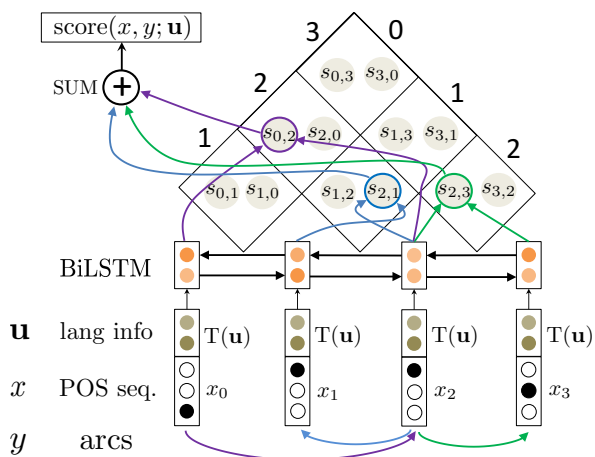 score(x, y; u)
SUM +
3 0
2 1
1 2
s0,3 s3,0
s0,2 s2,0 s1,3 s3,1
s0,1 s1,0 s1,2 s2,1 s2,3 s3,2
BiLSTM
u lang info T(u) T(u) T(u) T(u)
x POS seq. x0 x1 x2 x3
y arcs